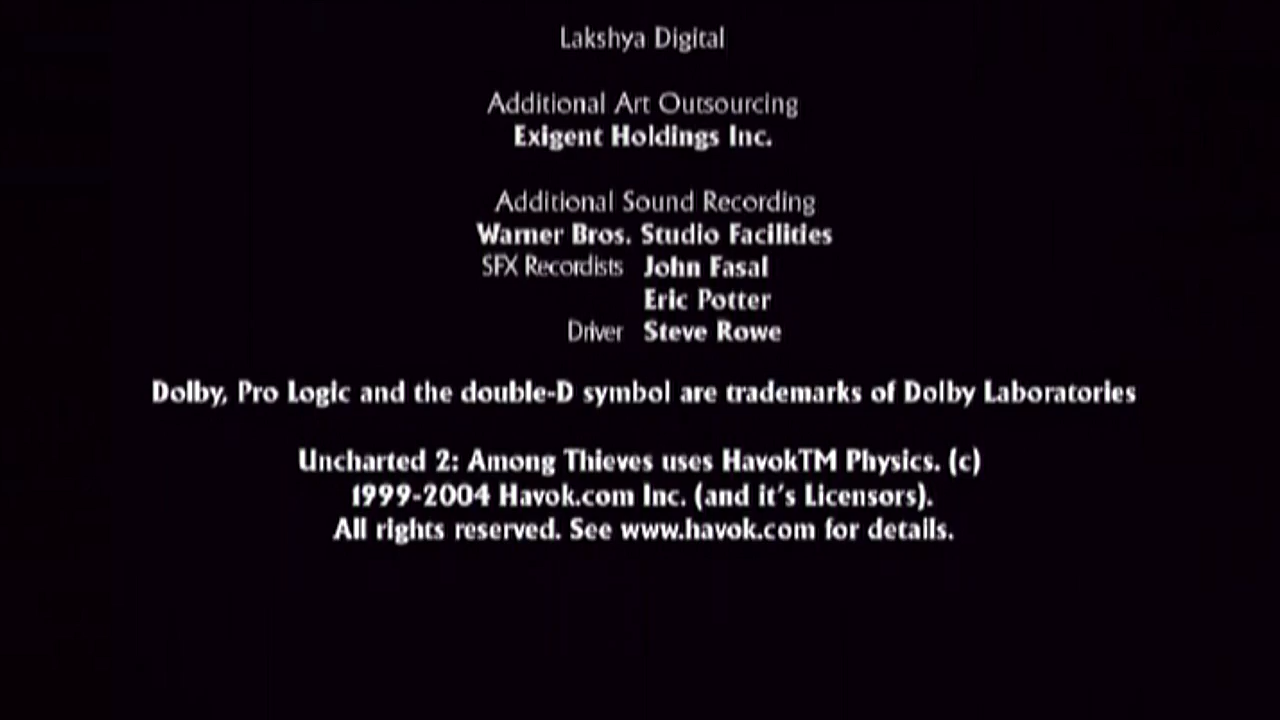 Lakshya Digital
Additional Art Outsourcing
Exigent Holdings Inc.
Additional Sound Recording
Warner Bros. Studio Facilities
SFX Recordists John Fasal
Eric Potter
Driver Steve Rowe
Dolby, Pro Logic and the double-D symbol are trademarks of Dolby Laboratories
Uncharted 2: Among Thieves uses HavokTM Physics. (c)
1999-2004 Havok.com Inc. (and it's Licensors).
All rights reserved. See www.havok.com for details.